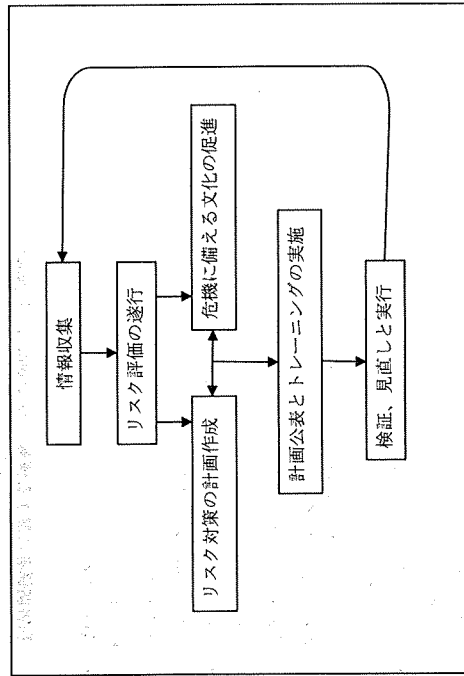 情報収集
リスク評価の遂行
リスク対策の計画作成
危機に備える文化の促進
計画公表とトレーニングの実施
検証、見直しと実行